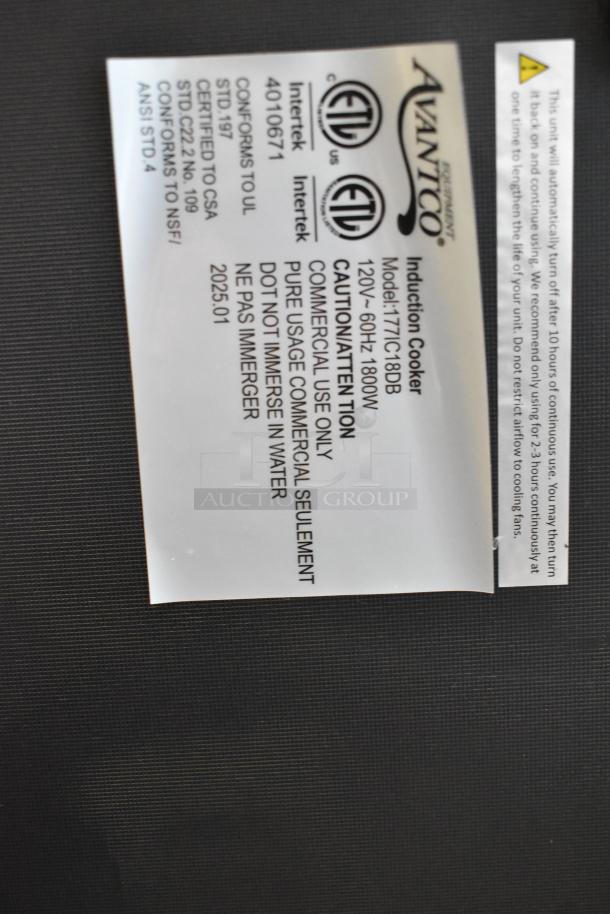 This unit will automatically turn off after 10 hours of continuous use. You may then turn
it back on and continue using. We recommend only using for 2-3 hours continuously at
one time to lengthen the life of your unit. Do not restrict airflow to cooling fans.
AVANTCO®
EQUIPMENT
Induction Cooker
Model:177IC18DB
120V~ 60Hz 1800W
CAUTION/ATTENTION
COMMERCIAL USE ONLY
PURE USAGE COMMERCIAL SEULEMENT
DOT NOT IMMERSE IN WATER
NE PAS IMMERGER
2025.01
C ETL US
ETL
Intertek Intertek
4010671
CONFORMS TO UL
STD.197
CERTIFIED TO CSA
STD.C22.2 No. 109
CONFORMS TO NSF/
ANSI STD.4
AUCTION GROUP